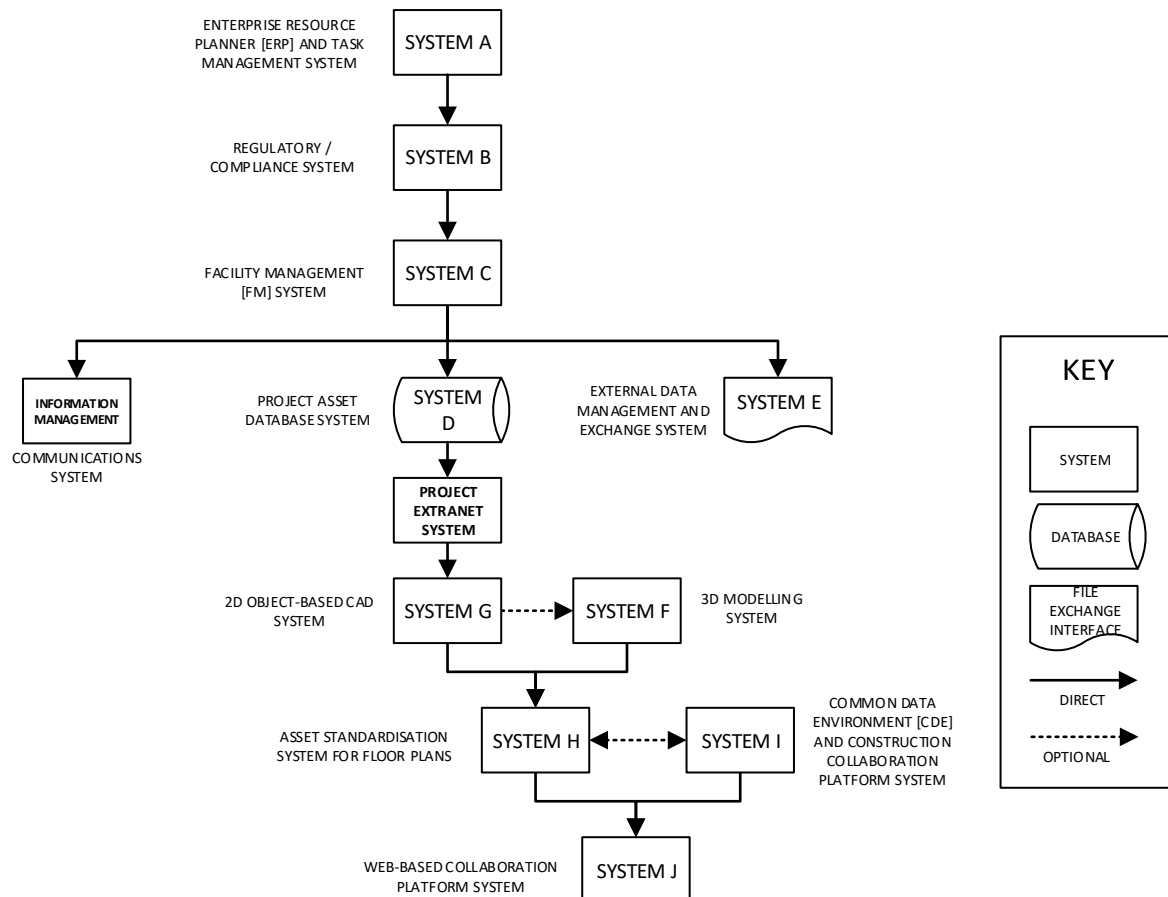 ENTERPRISE RESOURCE
PLANNER [ERP] AND TASK
MANAGEMENT SYSTEM
SYSTEM A
REGULATORY /
COMPLIANCE SYSTEM
SYSTEM B
FACILITY MANAGEMENT
[FM] SYSTEM
SYSTEM C
INFORMATION
MANAGEMENT
COMMUNICATIONS
SYSTEM
PROJECT ASSET
DATABASE SYSTEM
SYSTEM
D
EXTERNAL DATA
MANAGEMENT AND
EXCHANGE SYSTEM
SYSTEM E
PROJECT
EXTRANET
SYSTEM
2D OBJECT-BASED CAD
SYSTEM
SYSTEM G
SYSTEM F
3D MODELLING
SYSTEM
ASSET STANDARDISATION
SYSTEM FOR FLOOR PLANS
SYSTEM H
SYSTEM I
COMMON DATA
ENVIRONMENT [CDE]
AND CONSTRUCTION
COLLABORATION
PLATFORM SYSTEM
WEB-BASED COLLABORATION
PLATFORM SYSTEM
SYSTEM J
KEY
SYSTEM
DATABASE
FILE
EXCHANGE
INTERFACE
DIRECT
OPTIONAL